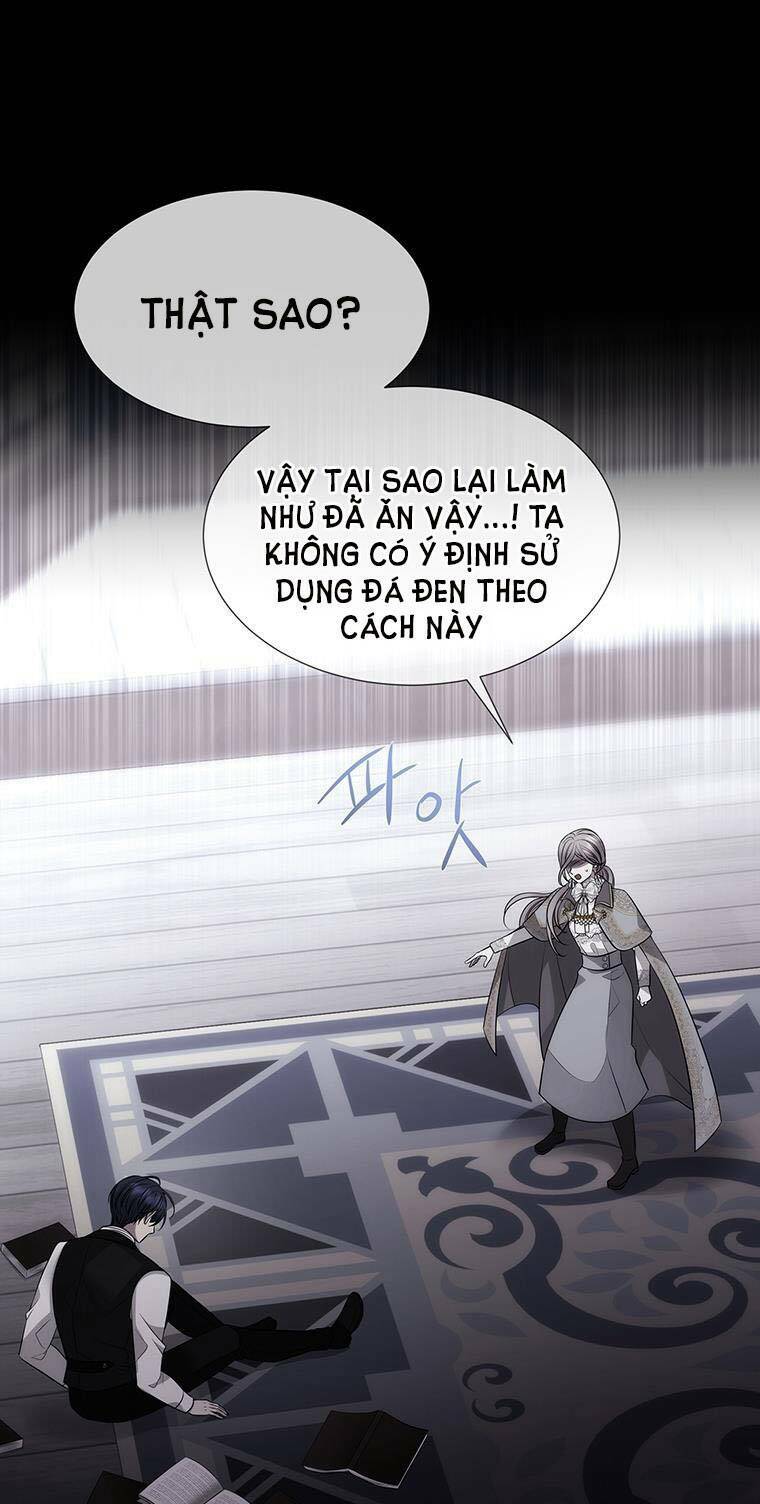 THẬT SAO?
VẬY TẠI SAO LẠI LÀM
NHƯ ĐÃ ĂN VẬY...! TA
KHÔNG CÓ Ý ĐỊNH SỬ
DỤNG ĐÁ ĐEN THEO
CÁCH NÀY
파앗